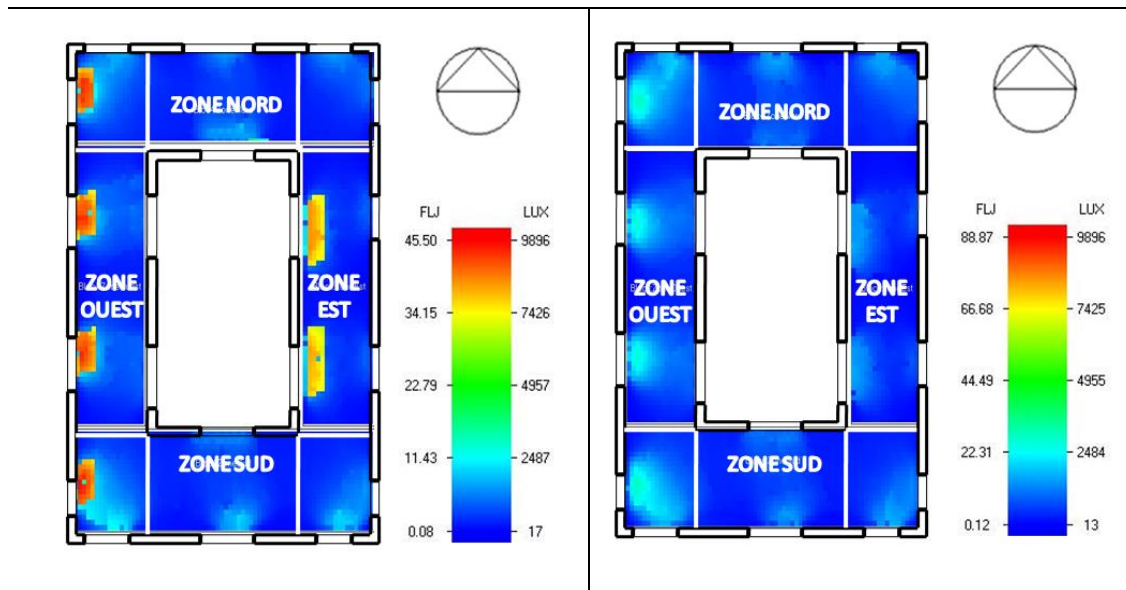 ZONE NORD
ZONE
OUEST
ZONE
EST
ZONE SUD
FLJ LUX
45.50 9896
34.15 7426
22.79 4957
11.43 2487
0.08 17
ZONE NORD
ZONE
OUEST
ZONE
EST
ZONE SUD
FLJ LUX
88.87 9896
66.68 7425
44.49 4955
22.31 2484
0.12 13